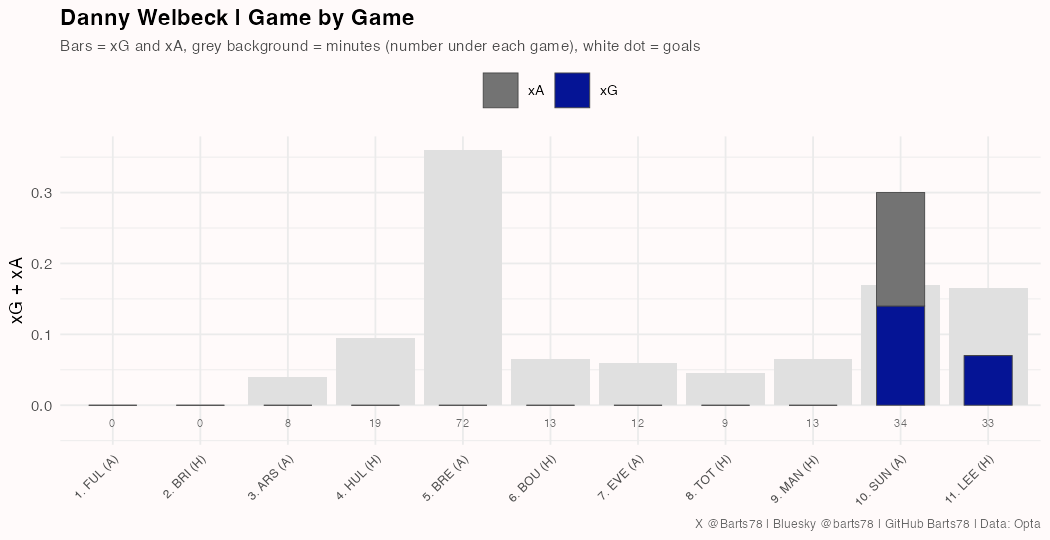 Danny Welbeck | Game by Game
Bars = xG and xA, grey background = minutes (number under each game), white dot = goals
xA xG
xG + xA
0.3
0.2
0.1
0.0
0 0 8 19 72 13 12 9 13 34 33
1. FUL (A) 2. BRI (H) 3. ARS (A) 4. HUL (H) 5. BRE (A) 6. BOU (H) 7. EVE (A) 8. TOT (H) 9. MAN (H) 10. SUN (A) 11. LEE (H)
X @Barts78 | Bluesky @barts78 | GitHub Barts78 | Data: Opta